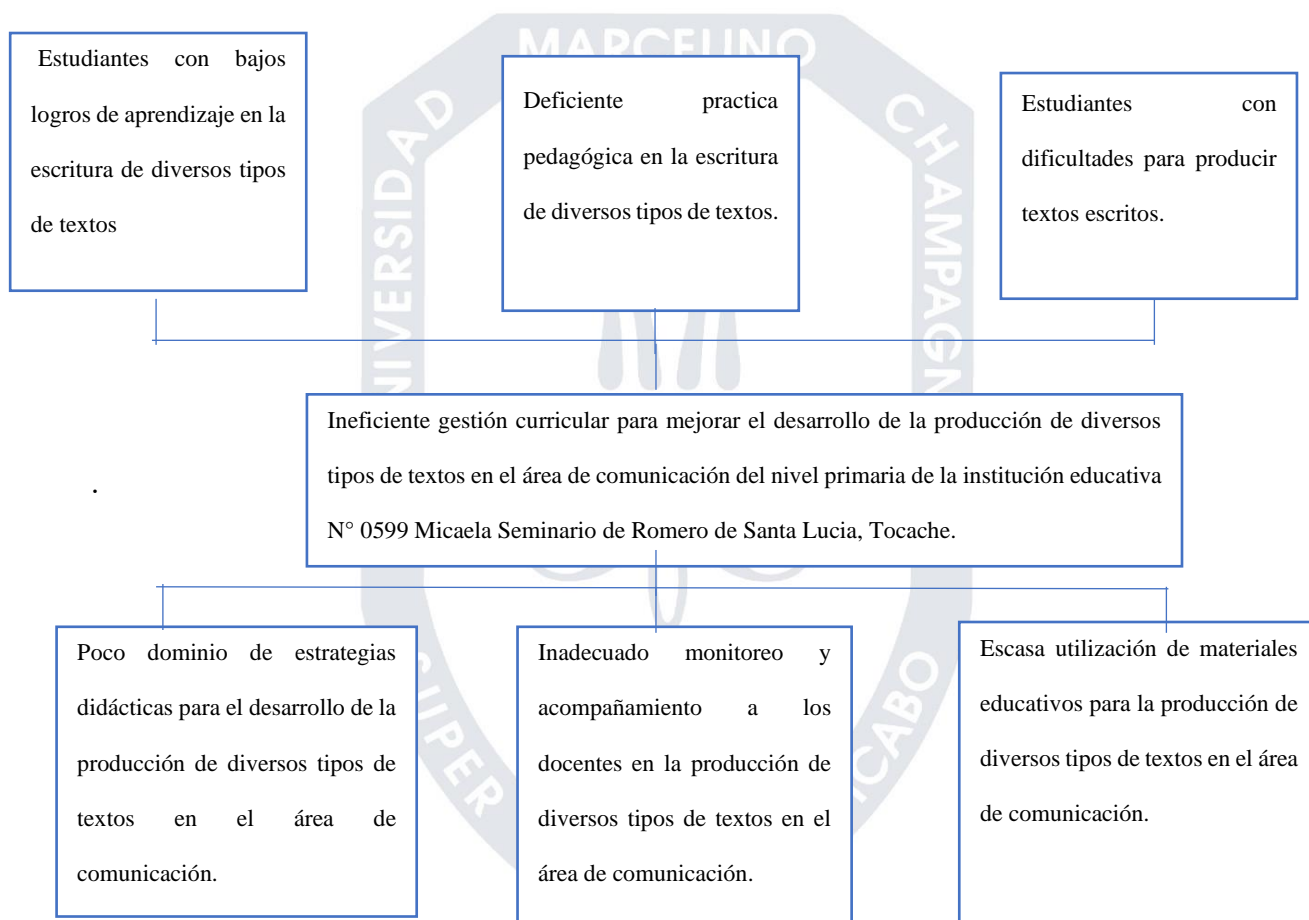 Estudiantes con bajos
logros de aprendizaje en la
escritura de diversos tipos
de textos
Deficiente practica
pedagógica en la escritura
de diversos tipos de textos.
Estudiantes con
dificultades para producir
textos escritos.
Ineficiente gestión curricular para mejorar el desarrollo de la producción de diversos
tipos de textos en el área de comunicación del nivel primaria de la institución educativa
N° 0599 Micaela Seminario de Romero de Santa Lucia, Tocache.
.
Poco dominio de estrategias
didácticas para el desarrollo de la
producción de diversos tipos de
textos en el área de
comunicación.
Inadecuado monitoreo y
acompañamiento a los
docentes en la producción de
diversos tipos de textos en el
área de comunicación.
Escasa utilización de materiales
educativos para la producción de
diversos tipos de textos en el área
de comunicación.
UNIVERSIDAD
MARCELINO